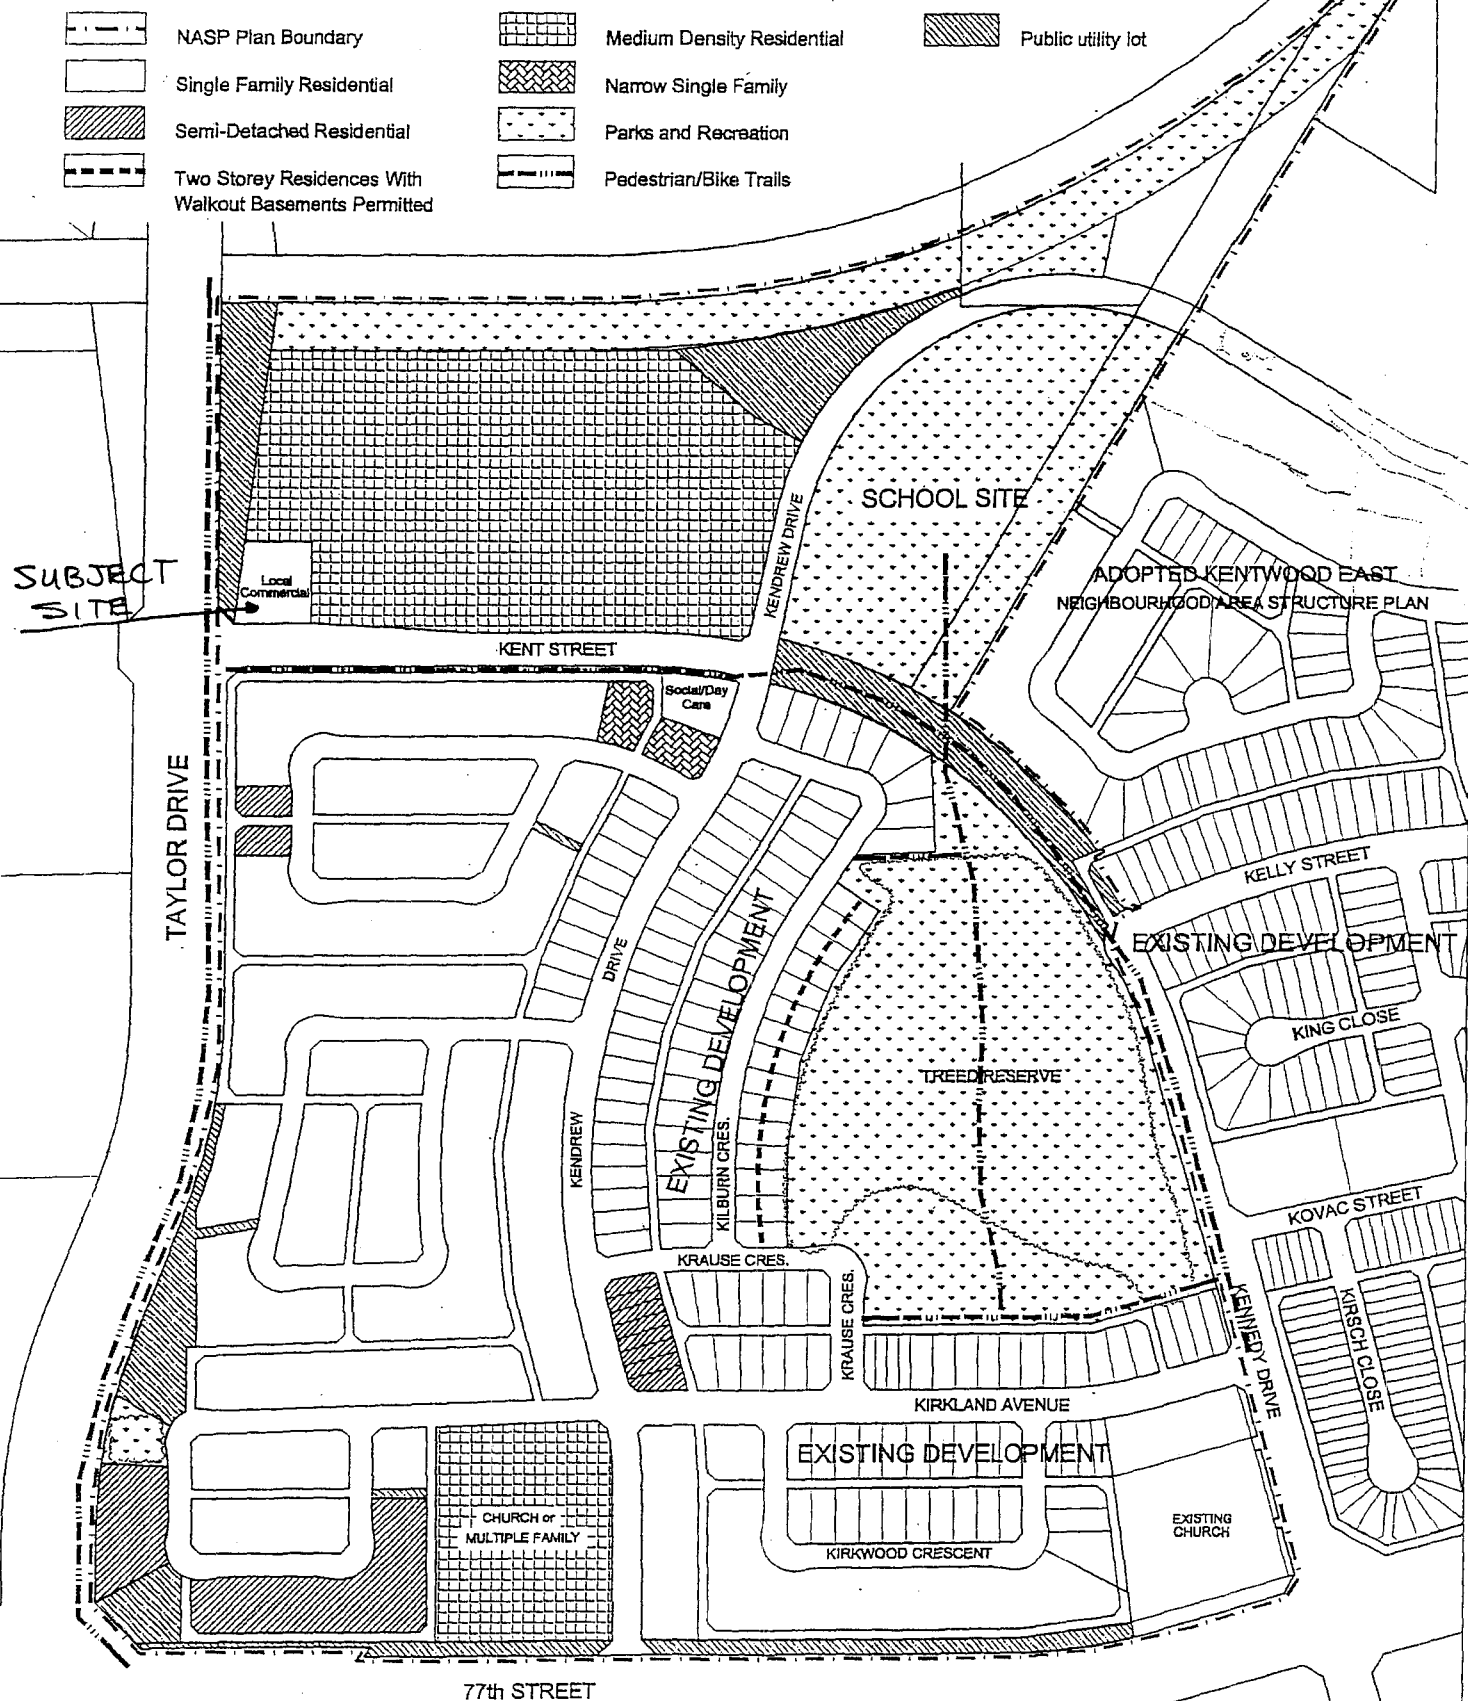 NASP Plan Boundary
Single Family Residential
Semi-Detached Residential
Two Storey Residences With
Walkout Basements Permitted
Medium Density Residential
Narrow Single Family
Parks and Recreation
Pedestrian/Bike Trails
Public utility lot
SCHOOL SITE
KENDREW DRIVE
SUBJECT
SITE
Local
Commercial
ADOPTED KENTWOOD EAST
NEIGHBOURHOOD AREA STRUCTURE PLAN
KENT STREET
Social/Day
Care
TAYLOR DRIVE
KELLY STREET
EXISTING DEVELOPMENT
DRIVE
EXISTING DEVELOPMENT
KING CLOSE
TREED RESERVE
KENDREW
KILBURN CRES.
KOVAC STREET
KRAUSE CRES.
KRAUSE CRES.
KENNEDY DRIVE
KIRSCH CLOSE
KIRKLAND AVENUE
EXISTING DEVELOPMENT
CHURCH or
MULTIPLE FAMILY
EXISTING
CHURCH
KIRKWOOD CRESCENT
77th STREET